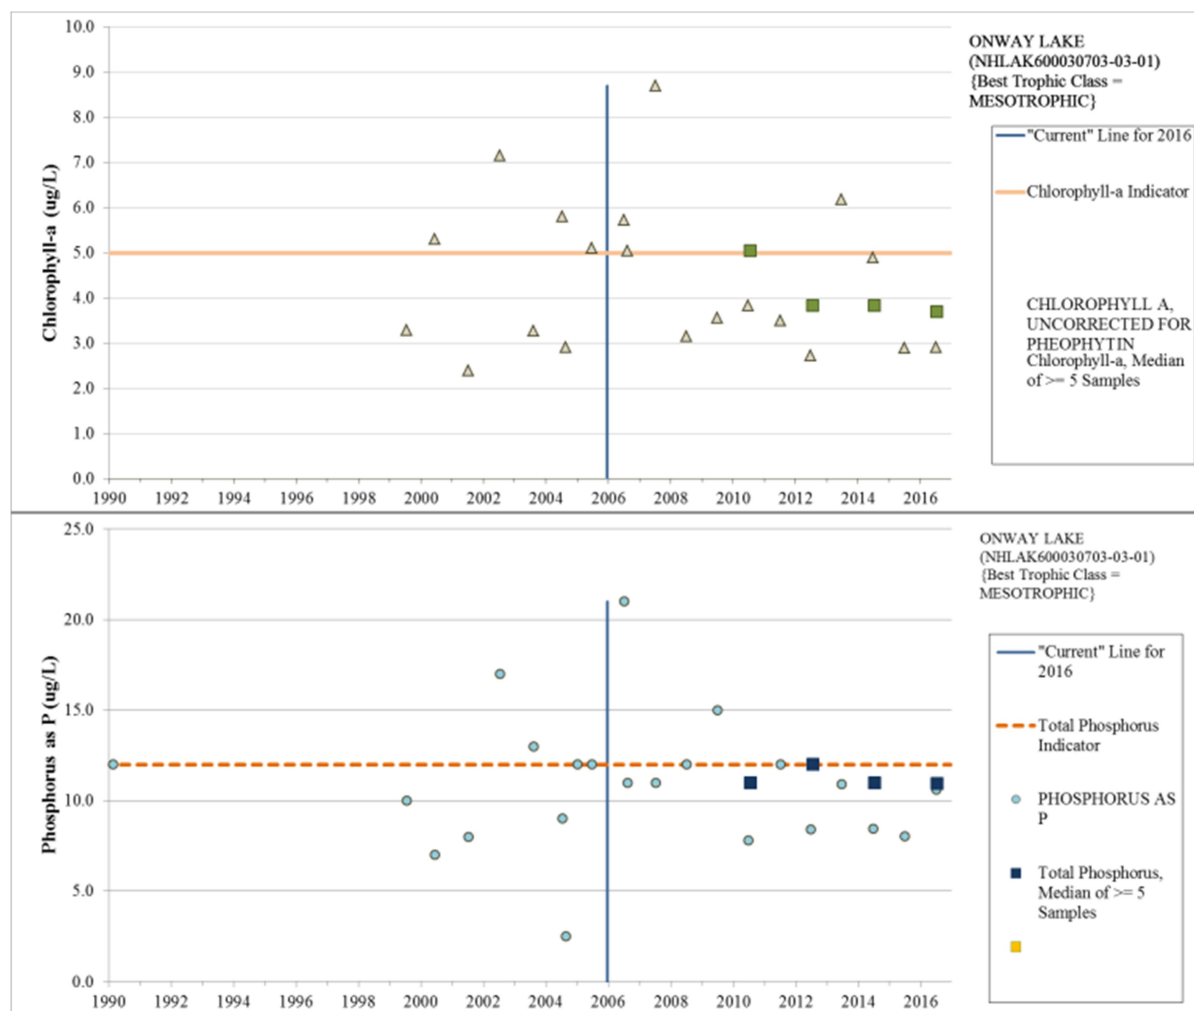 10.0
9.0
8.0
7.0
6.0
5.0
4.0
3.0
2.0
1.0
0.0
Chlorophyll-a (ug/L)
1990 1992 1994 1996 1998 2000 2002 2004 2006 2008 2010 2012 2014 2016
ONWAY LAKE
(NHLAK600030703-03-01)
{Best Trophic Class =
MESOTROPHIC}
"Current" Line for 2016
Chlorophyll-a Indicator
CHLOROPHYLL A,
UNCORRECTED FOR
PHEOPHYTIN
Chlorophyll-a, Median
of >= 5 Samples
25.0
20.0
15.0
10.0
5.0
0.0
Phosphorus as P (ug/L)
1990 1992 1994 1996 1998 2000 2002 2004 2006 2008 2010 2012 2014 2016
ONWAY LAKE
(NHLAK600030703-03-01)
{Best Trophic Class =
MESOTROPHIC}
"Current" Line for
2016
Total Phosphorus
Indicator
PHOSPHORUS AS
P
Total Phosphorus,
Median of >= 5
Samples